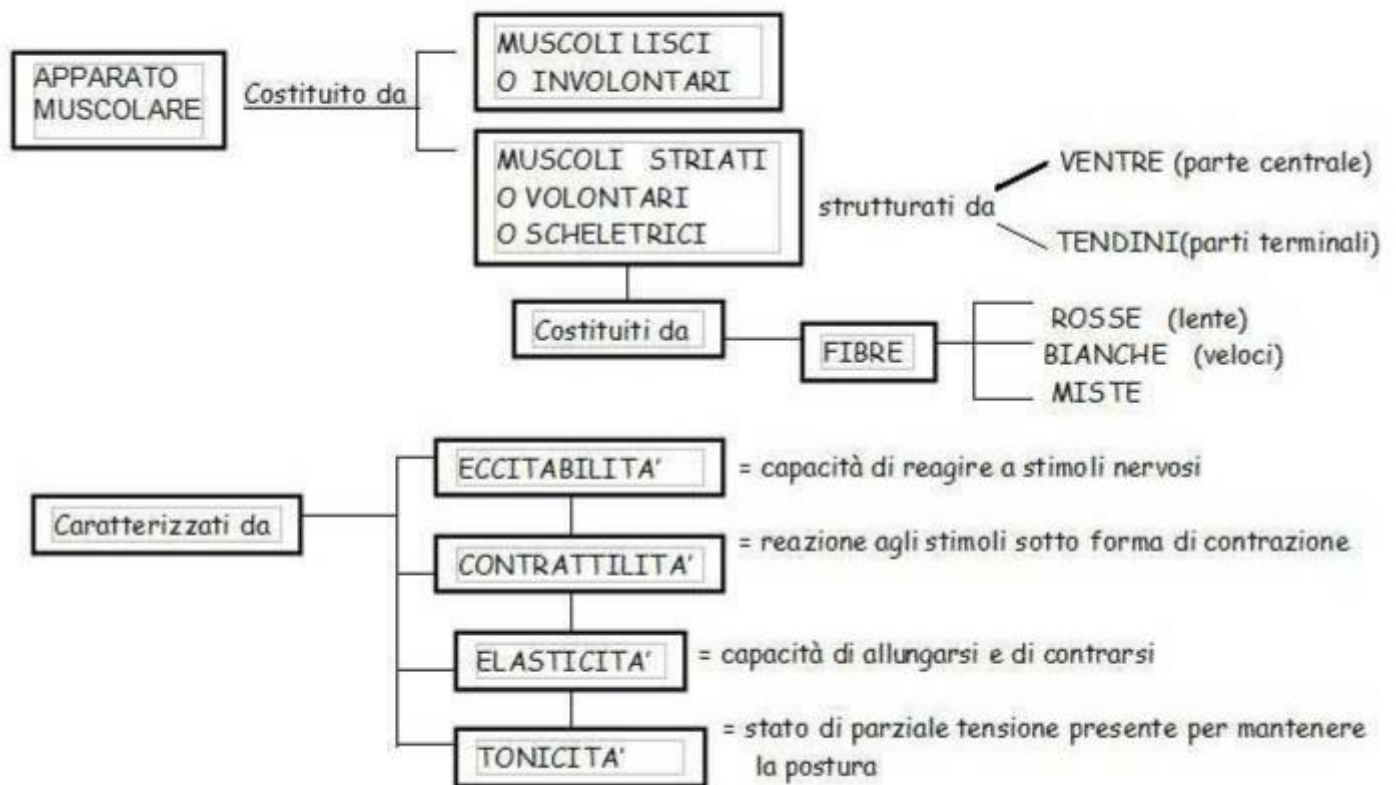 APPARATO
MUSCOLARE
Costituito da
MUSCOLI LISCI
O INVOLONTARI
MUSCOLI STRIATI
O VOLONTARI
O SCHELETRICI
strutturati da
VENTRE (parte centrale)
TENDINI(parti terminali)
Costituiti da
FIBRE
ROSSE (lente)
BIANCHE (veloci)
MISTE
Caratterizzati da
ECCITABILITA'
= capacità di reagire a stimoli nervosi
CONTRATTILITA'
= reazione agli stimoli sotto forma di contrazione
ELASTICITA'
= capacità di allungarsi e di contrarsi
TONICITA'
= stato di parziale tensione presente per mantenere
la postura